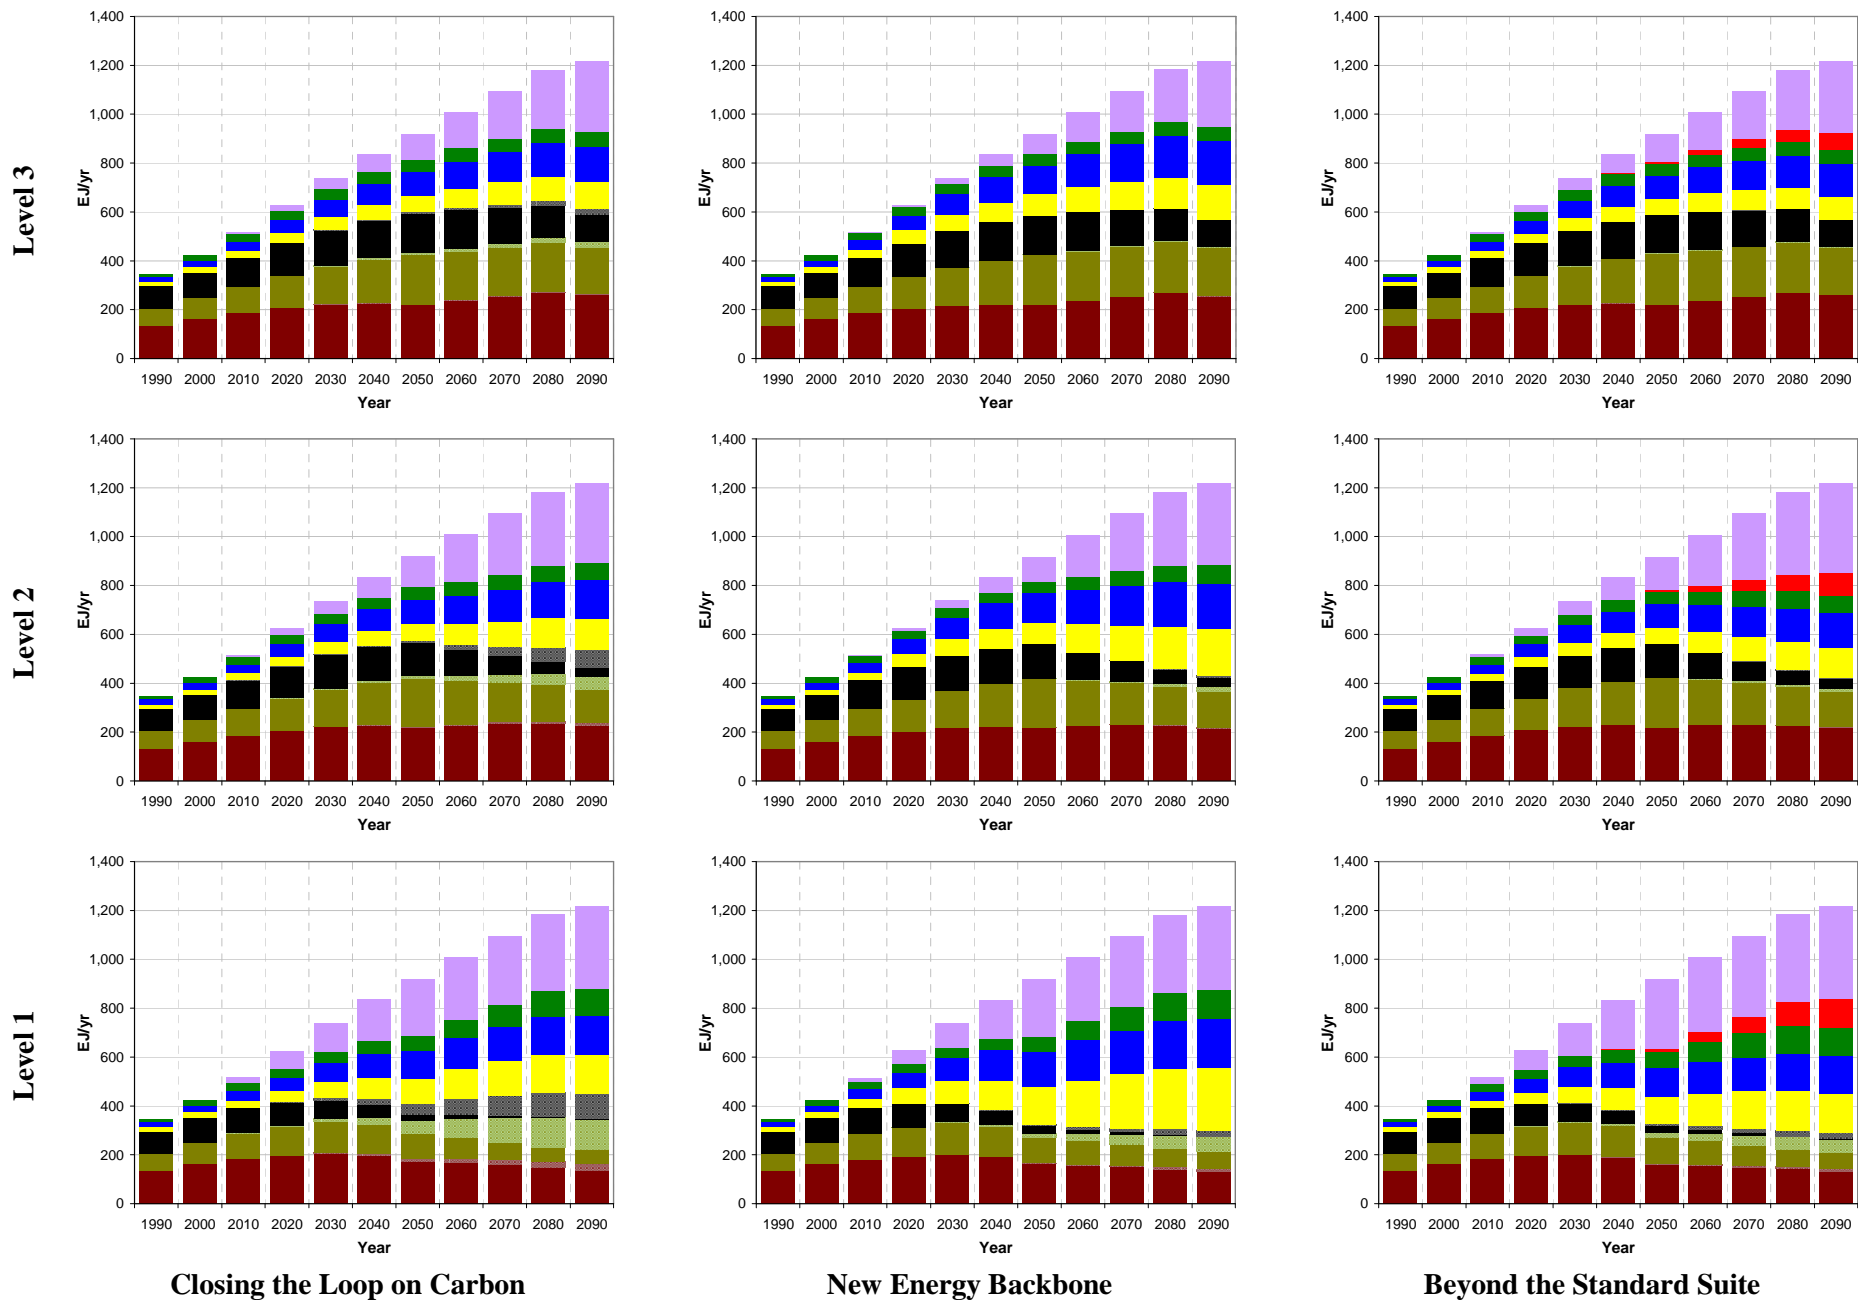 Level 3
1,400
1,200
1,000
800
600
400
200
0
EJ/yr
1990 2000 2010 2020 2030 2040 2050 2060 2070 2080 2090
Year
1,400
1,200
1,000
800
600
400
200
0
EJ/yr
1990 2000 2010 2020 2030 2040 2050 2060 2070 2080 2090
Year
1,400
1,200
1,000
800
600
400
200
0
EJ/yr
1990 2000 2010 2020 2030 2040 2050 2060 2070 2080 2090
Year
Level 2
1,400
1,200
1,000
800
600
400
200
0
EJ/yr
1990 2000 2010 2020 2030 2040 2050 2060 2070 2080 2090
Year
1,400
1,200
1,000
800
600
400
200
0
EJ/yr
1990 2000 2010 2020 2030 2040 2050 2060 2070 2080 2090
Year
1,400
1,200
1,000
800
600
400
200
0
EJ/yr
1990 2000 2010 2020 2030 2040 2050 2060 2070 2080 2090
Year
Level 1
1,400
1,200
1,000
800
600
400
200
0
EJ/yr
1990 2000 2010 2020 2030 2040 2050 2060 2070 2080 2090
Year
1,400
1,200
1,000
800
600
400
200
0
EJ/yr
1990 2000 2010 2020 2030 2040 2050 2060 2070 2080 2090
Year
1,400
1,200
1,000
800
600
400
200
0
EJ/yr
1990 2000 2010 2020 2030 2040 2050 2060 2070 2080 2090
Year
Closing the Loop on Carbon
New Energy Backbone
Beyond the Standard Suite